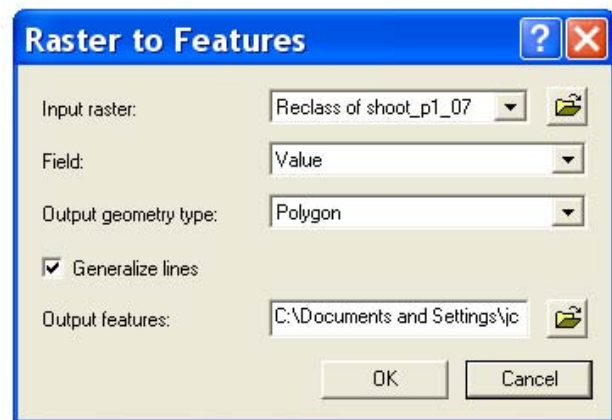 Raster to Features
Input raster: Reclass of shoot_p1_07
Field: Value
Output geometry type: Polygon
Generalize lines
Output features: C:\Documents and Settings\jc
OK Cancel